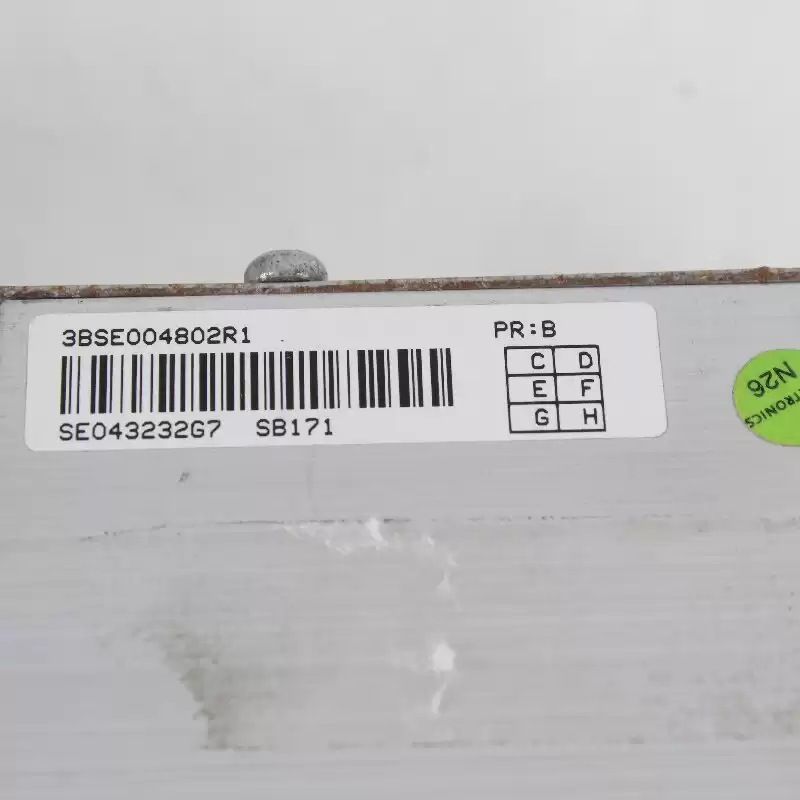 3BSE004802R1
PR:B
C D
E F
G H
SE043232G7 SB171
N26